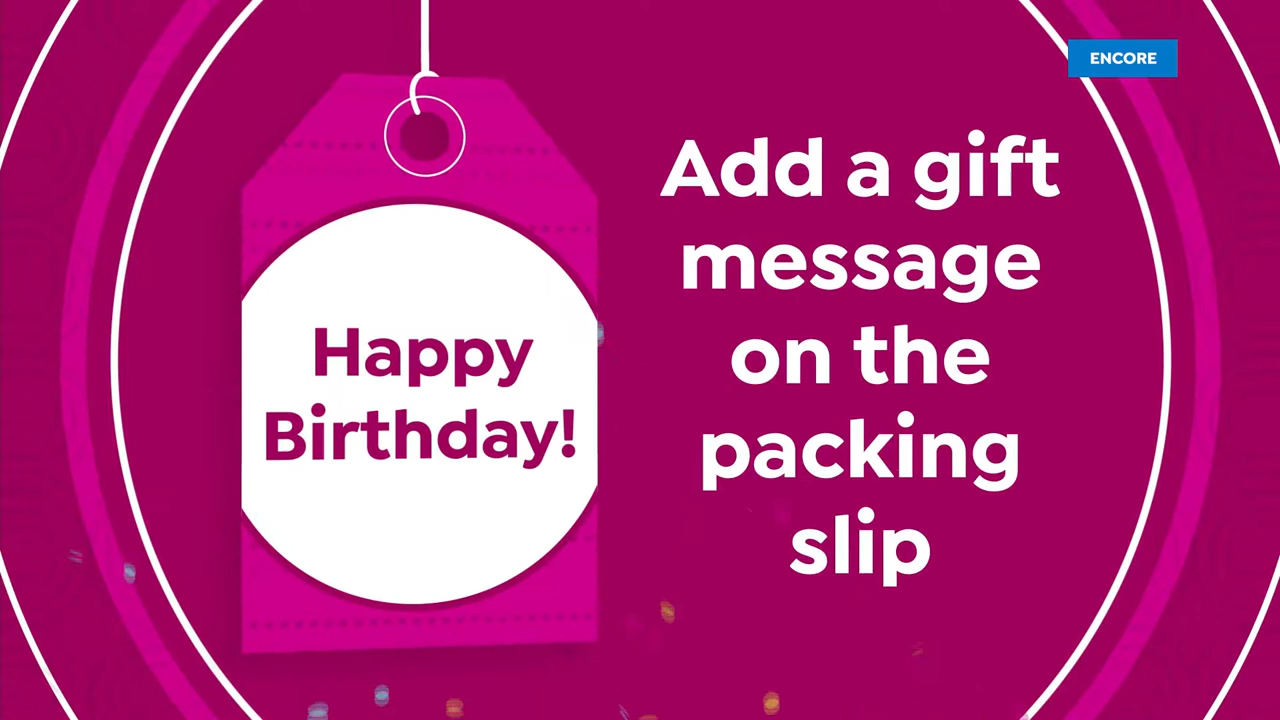 ENCORE
Happy
Birthday!
Add a gift
message
on the
packing
slip